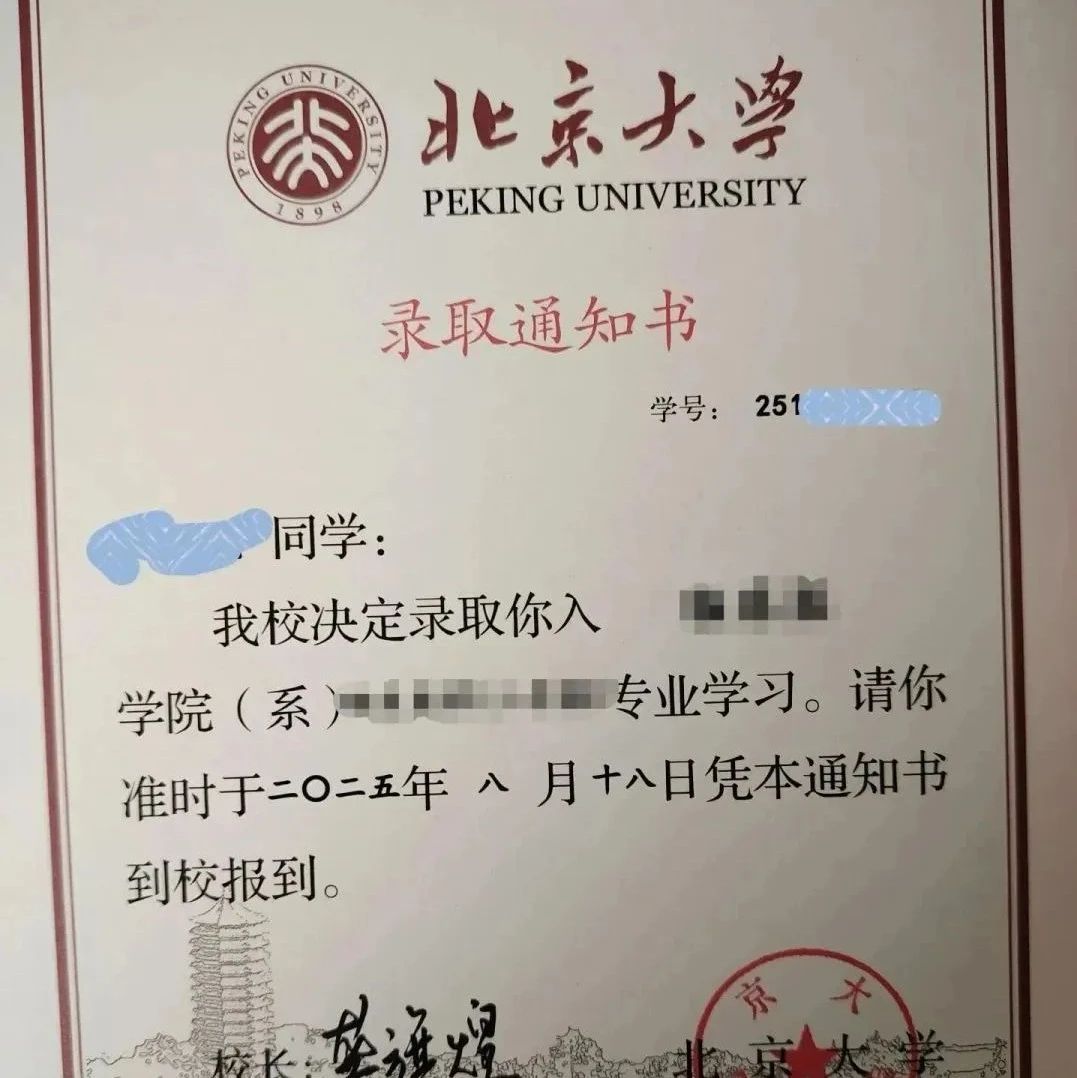 PEKING UNIVERSITY
1898
北京大学
PEKING UNIVERSITY
录取通知书
学号: 251
同学:
我校决定录取你入
学院(系)专业学习。请你
准时于二〇二五年 八 月十八日凭本通知书
到校报到。
校长:
京大
北京大学